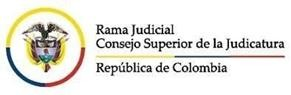 Rama Judicial
Consejo Superior de la Judicatura
República de Colombia